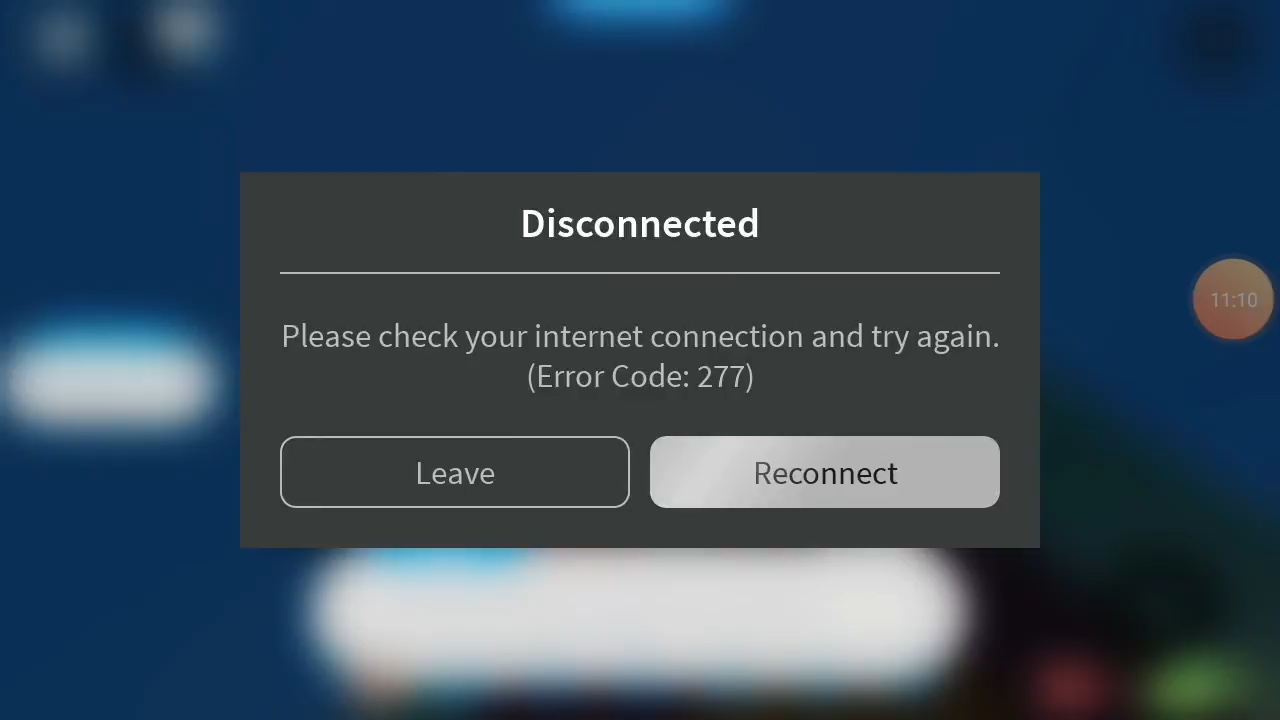 Disconnected
11:10
Please check your internet connection and try again.
(Error Code: 277)
Leave
Reconnect